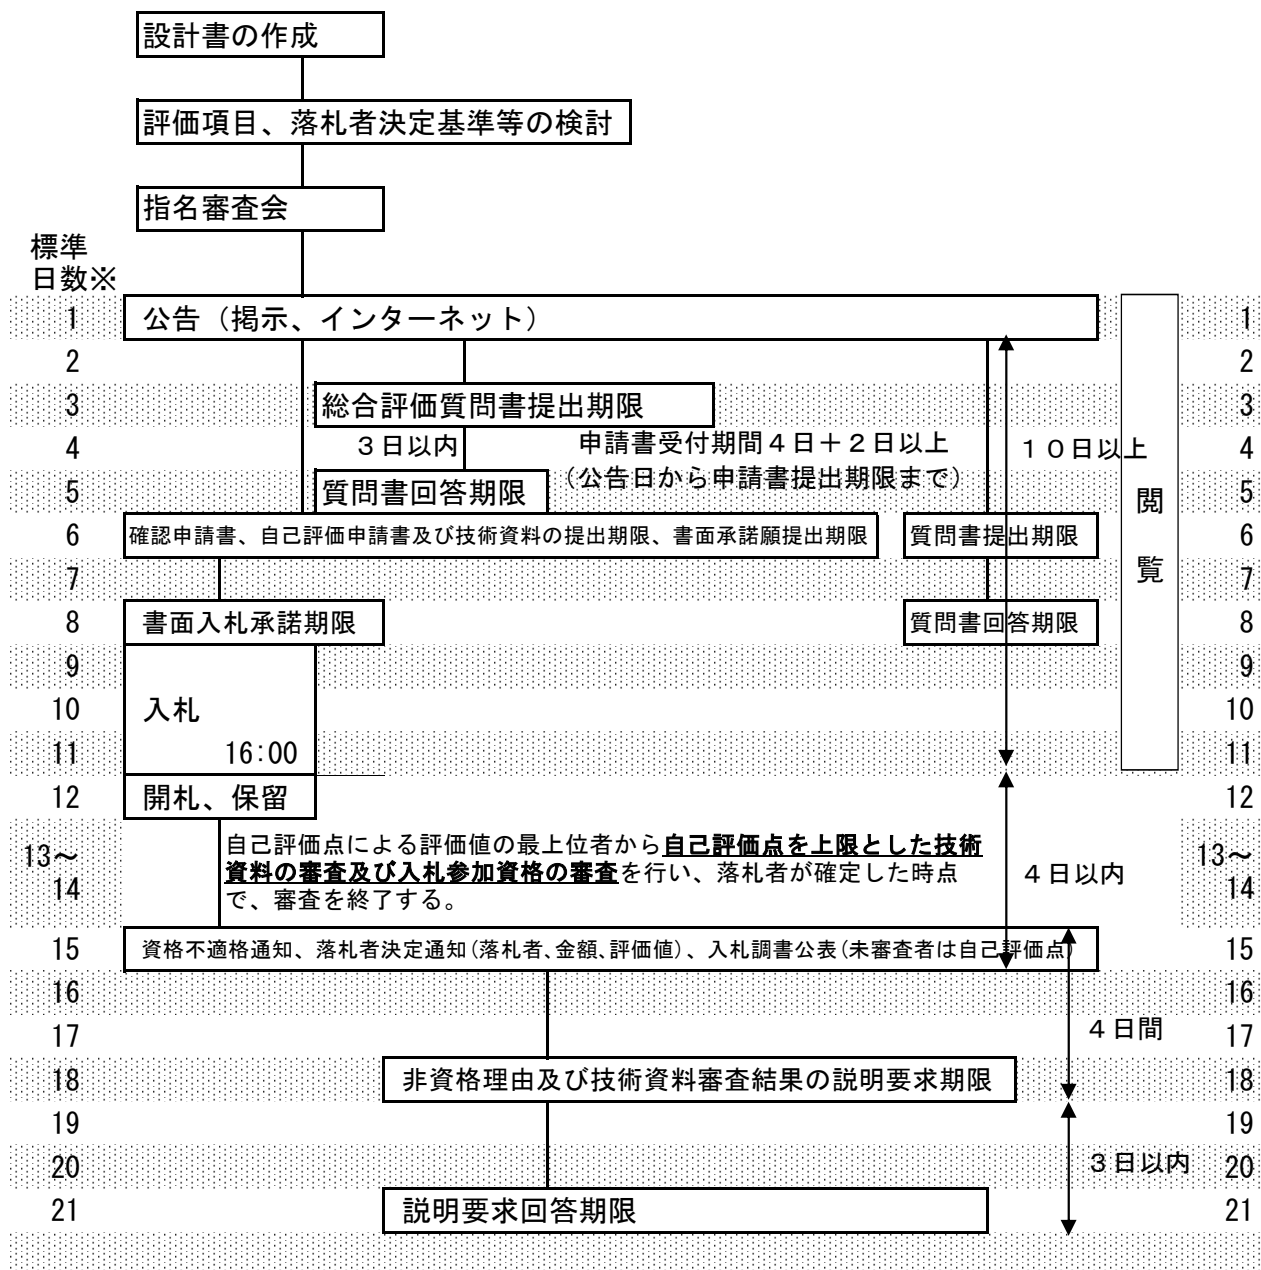 設計書の作成
評価項目、落札者決定基準等の検討
指名審査会
標準
日数※
1 公告（掲示、インターネット） 1
2 2
3 総合評価質問書提出期限 3
4 ３日以内 申請書受付期間４日＋２日以上 １０日以上 4
5 質問書回答期限 （公告日から申請書提出期限まで） 5
閲
6 確認申請書、自己評価申請書及び技術資料の提出期限、書面承諾願提出期限 質問書提出期限 6
覧
7 7
8 書面入札承諾期限 質問書回答期限 8
9 9
10 入札 10
11 16:00 11
12 開札、保留 12
自己評価点による評価値の最上位者から自己評価点を上限とした技術
13～ 資料の審査及び入札参加資格の審査を行い、落札者が確定した時点 ４日以内 13～
14 で、審査を終了する。 14
15 資格不適格通知、落札者決定通知(落札者、金額、評価値)、入札調書公表(未審査者は自己評価点) 15
16 16
17 ４日間 17
18 非資格理由及び技術資料審査結果の説明要求期限 18
19 19
20 ３日以内 20
21 説明要求回答期限 21